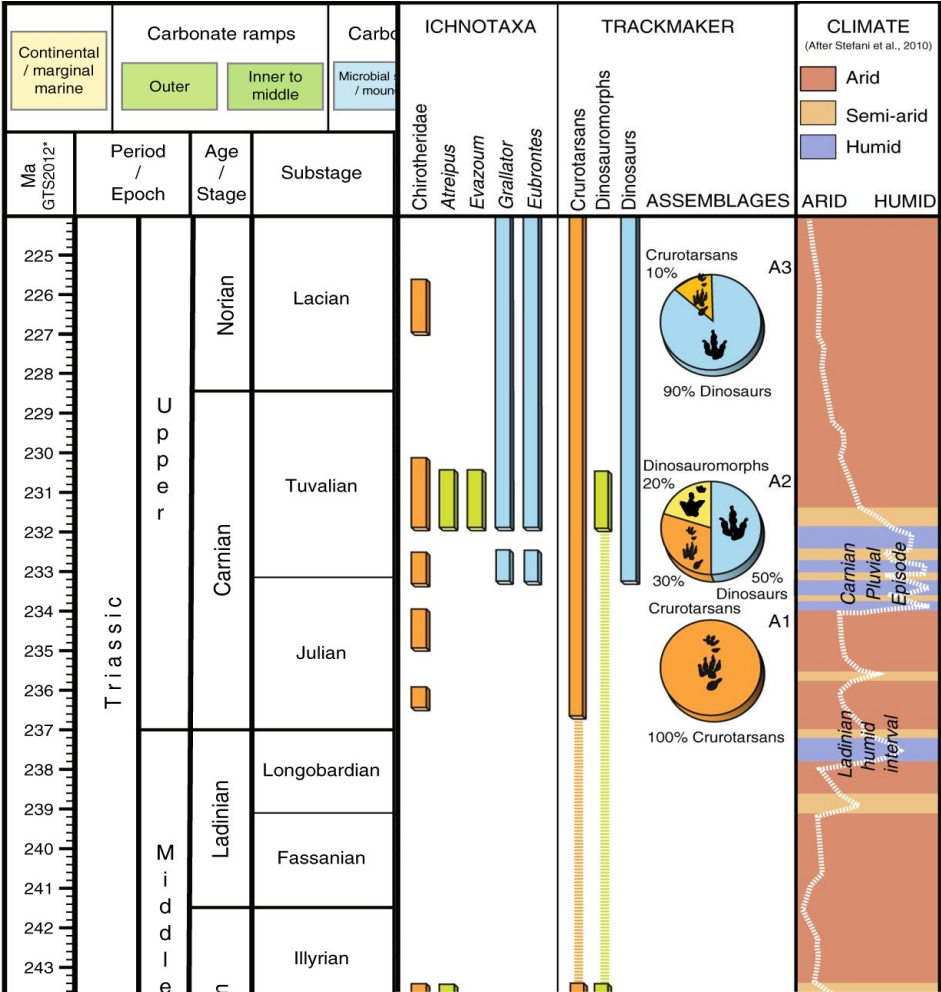 Continental
/ marginal
marine
Carbonate ramps
Outer
Inner to
middle
Carbo
Microbial s
/ moun
ICHNOTAXA
TRACKMAKER
CLIMATE
(After Stefani et al., 2010)
Arid
Semi-arid
Humid
Ma
GTS2012*
Period
/
Epoch
Age
/
Stage
Substage
Chirotheridae
Atreipus
Evazoum
Grallator
Eubrontes
Crurotarsans
Dinosauromorphs
Dinosaurs
ASSEMBLAGES
ARID HUMID
225
226
227
228
229
230
231
232
233
234
235
236
237
238
239
240
241
242
243
Triassic
Upper
Middle
Norian
Carnian
Ladinian
n
Lacian
Tuvalian
Julian
Longobardian
Fassanian
Illyrian
Crurotarsans
10%
A3
90% Dinosaurs
Dinosauromorphs
20%
A2
30%
50%
Dinosaurs
Crurotarsans
A1
100% Crurotarsans
Carnian
Pluvial
Episode
Ladinian
humid
interval